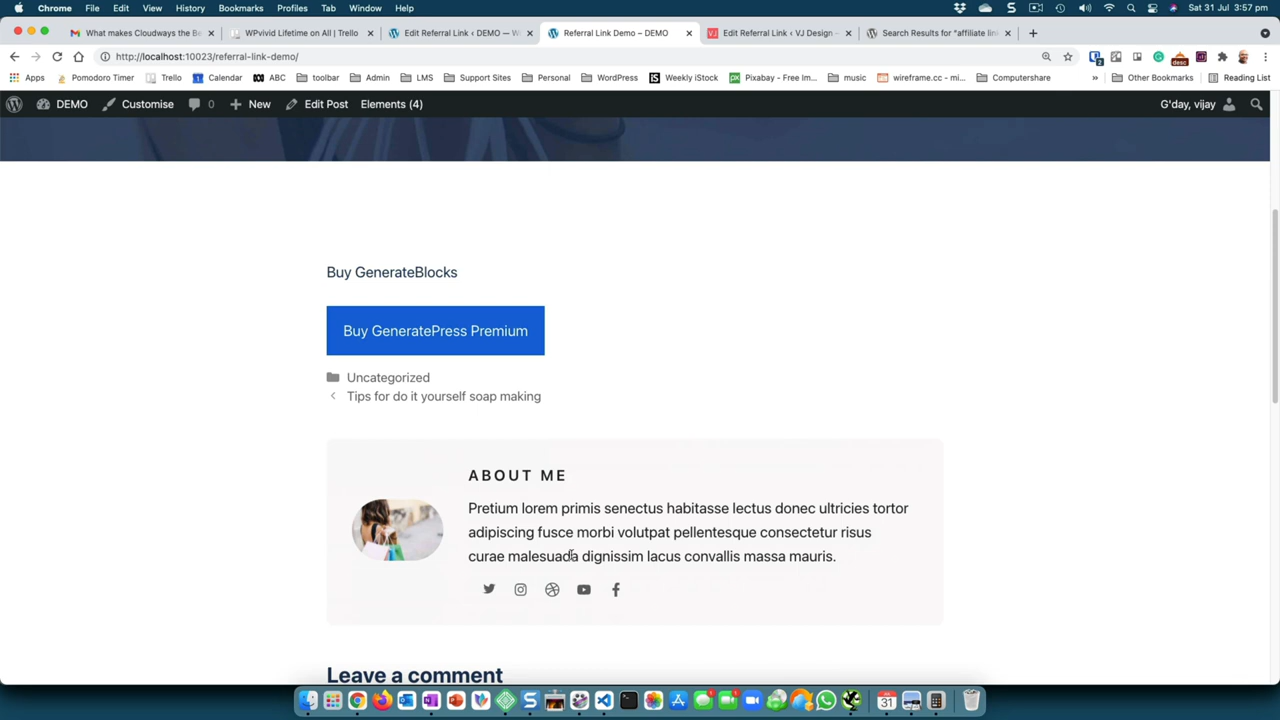 Chrome File Edit View History Bookmarks Profiles Tab Window Help Sat 31 Jul 3:57 pm
What makes Cloudways the Be WPvivid Lifetime on All | Trello Edit Referral Link ‹ DEMO — W Referral Link Demo – DEMO Edit Referral Link ‹ VJ Design – Search Results for "affiliate lin
localhost:10023/referral-link-demo/
Apps Pomodoro Timer Trello Calendar ABC toolbar Admin LMS Support Sites Personal WordPress Weekly iStock Pixabay - Free Im... music wireframe.cc - mi... Computershare » Other Bookmarks Reading List
DEMO Customise 0 New Edit Post Elements (4) G'day, vijay
Buy GenerateBlocks
Buy GeneratePress Premium
Uncategorized
Tips for do it yourself soap making
ABOUT ME
Pretium lorem primis senectus habitasse lectus donec ultricies tortor
adipiscing fusce morbi volutpat pellentesque consectetur risus
curae malesuada dignissim lacus convallis massa mauris.
Leave a comment